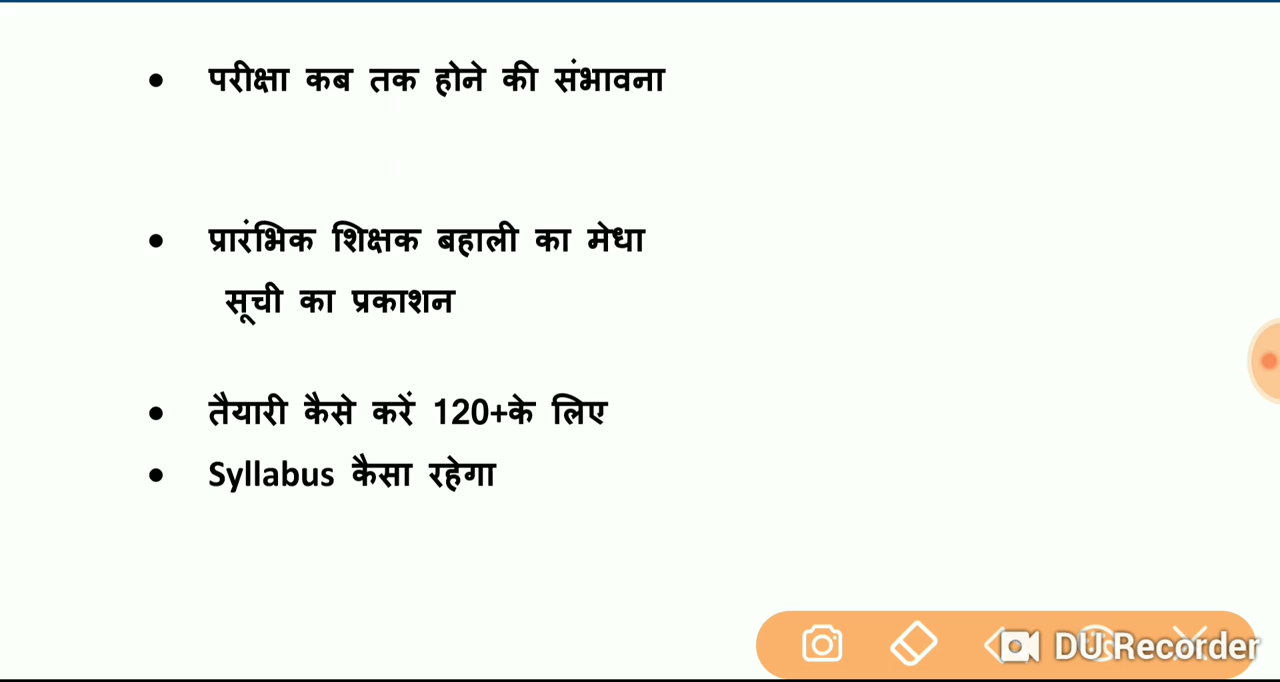 • परीक्षा कब तक होने की संभावना
• प्रारंभिक शिक्षक बहाली का मेधा
सूची का प्रकाशन
• तैयारी कैसे करें 120+के लिए
• Syllabus कैसा रहेगा
DU Recorder